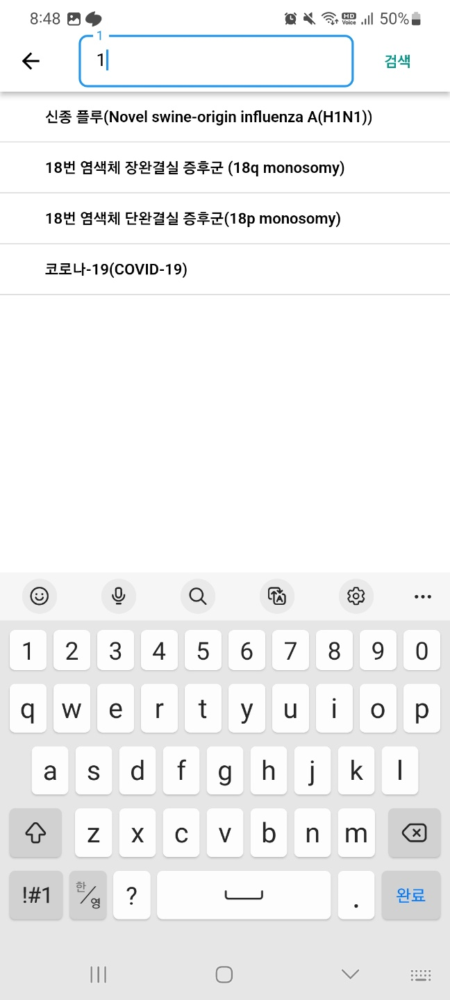 8:48 HD Voice 50%
1
1
검색
신종 플루(Novel swine-origin influenza A(H1N1))
18번 염색체 장완결실 증후군 (18q monosomy)
18번 염색체 단완결실 증후군(18p monosomy)
코로나-19(COVID-19)
1 2 3 4 5 6 7 8 9 0
q w e r t y u i o p
a s d f g h j k l
z x c v b n m
!#1 한/영 ? . 완료